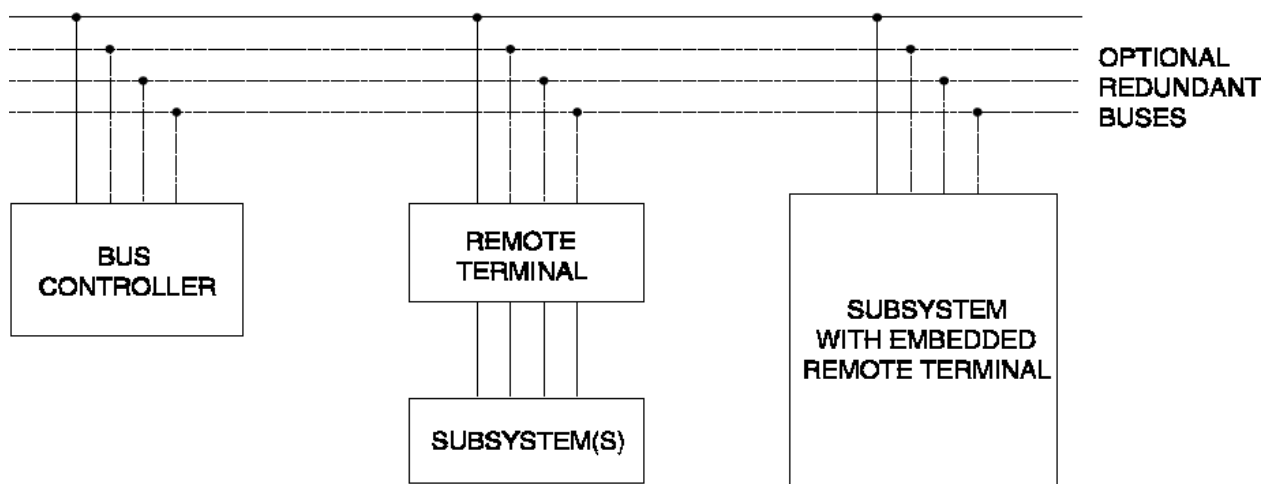 OPTIONAL
REDUNDANT
BUSES
BUS
CONTROLLER
REMOTE
TERMINAL
SUBSYSTEM(S)
SUBSYSTEM
WITH EMBEDDED
REMOTE TERMINAL